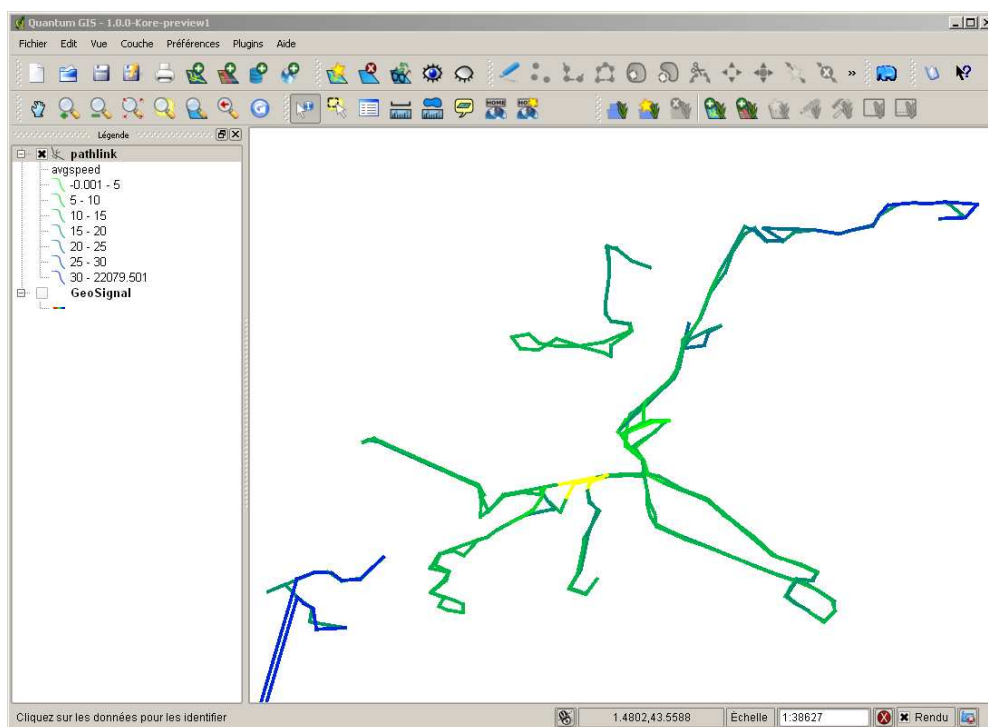 Quantum GIS - 1.0.0-Kore-preview1
Fichier Edit Vue Couche Préférences Plugins Aide
»
HOME HO
Légende
pathlink
avgspeed
-0.001 - 5
5 - 10
10 - 15
15 - 20
20 - 25
25 - 30
30 - 22079.501
GeoSignal
Cliquez sur les données pour les identifier 1.4802,43.5588 Échelle 1:38627 Rendu